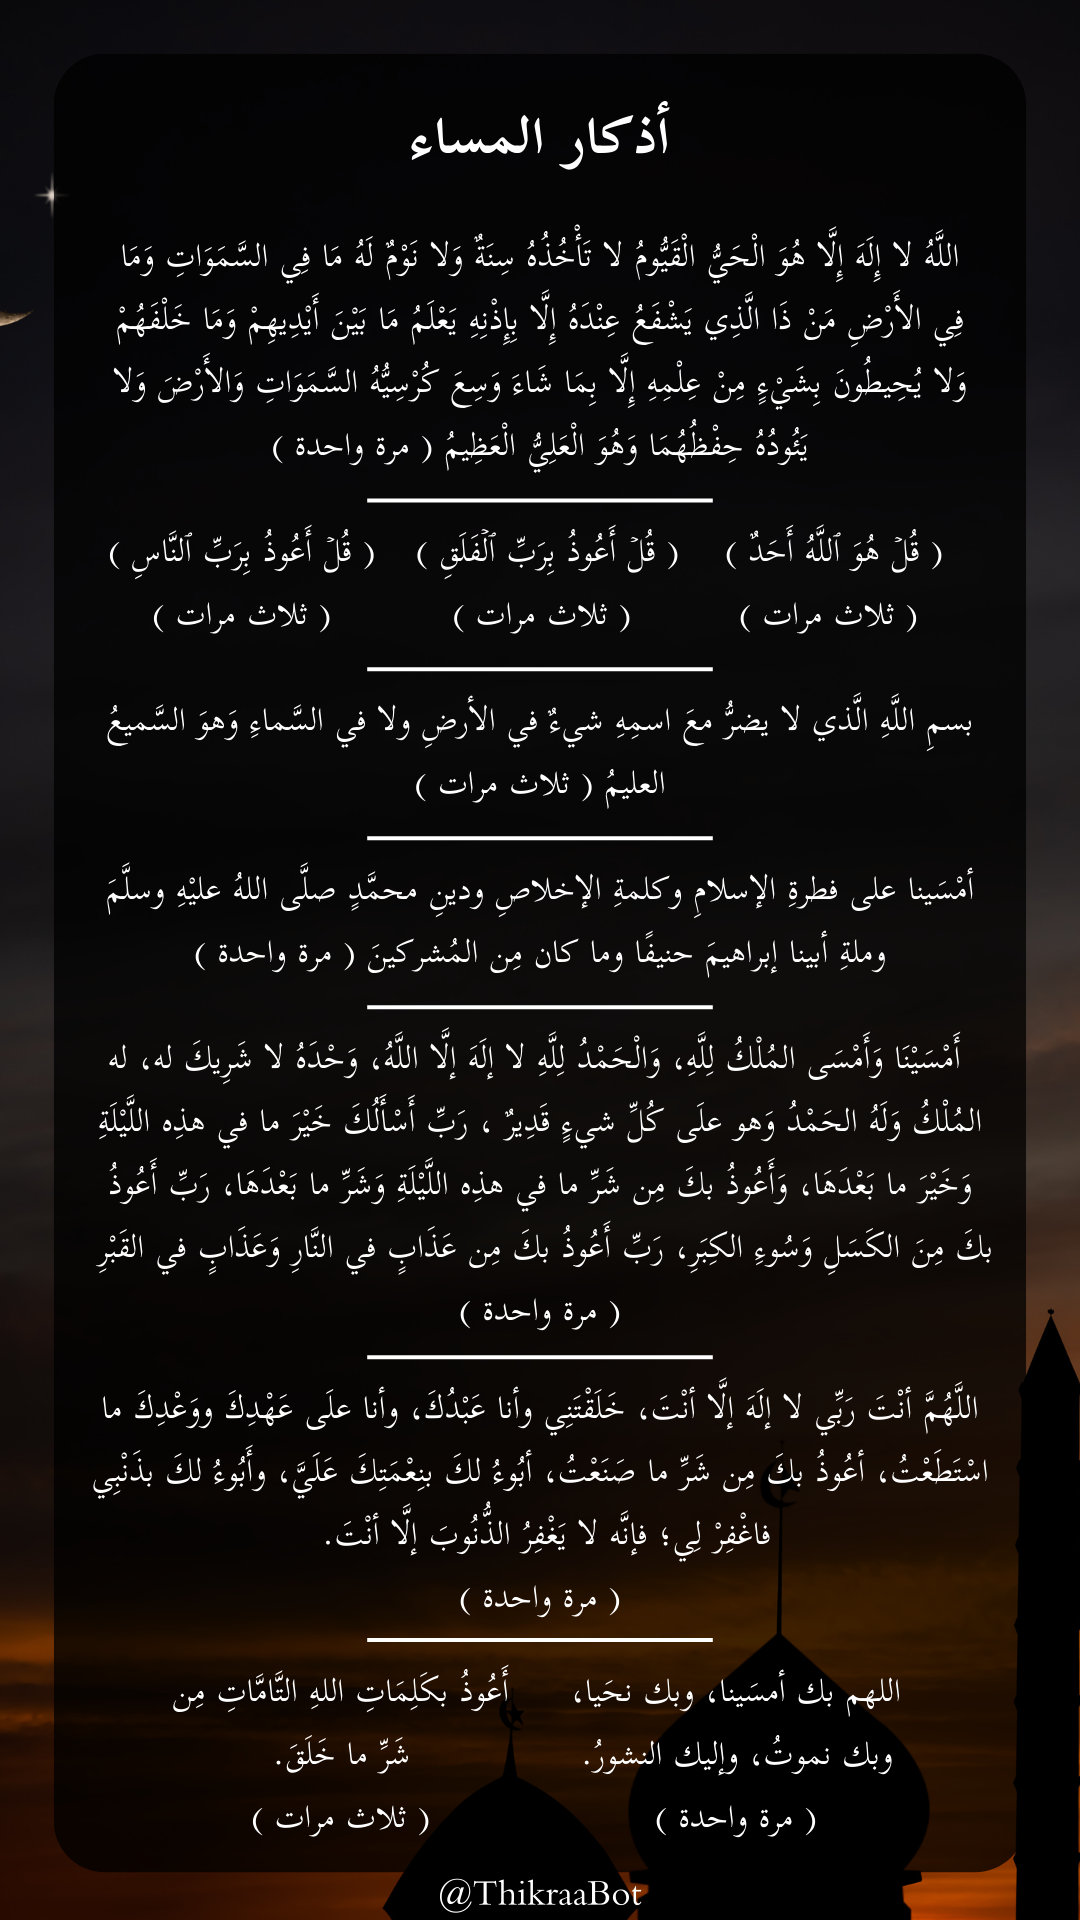 أذكار المساء
اللَّهُ لا إِلَهَ إِلَّا هُوَ الْحَيُّ الْقَيُّومُ لا تَأْخُذُهُ سِنَةٌ وَلا نَوْمٌ لَهُ مَا فِي السَّمَوَاتِ وَمَا
فِي الأَرْضِ مَنْ ذَا الَّذِي يَشْفَعُ عِنْدَهُ إِلَّا بِإِذْنِهِ يَعْلَمُ مَا بَيْنَ أَيْدِيهِمْ وَمَا خَلْفَهُمْ
وَلا يُحِيطُونَ بِشَيْءٍ مِنْ عِلْمِهِ إِلَّا بِمَا شَاءَ وَسِعَ كُرْسِيُّهُ السَّمَوَاتِ وَالأَرْضَ وَلا
يَئُودُهُ حِفْظُهُمَا وَهُوَ الْعَلِيُّ الْعَظِيمُ ( مرة واحدة )
( قُلۡ هُوَ ٱللَّهُ أَحَدٌ ) ( قُلۡ أَعُوذُ بِرَبِّ ٱلۡفَلَقِ ) ( قُلۡ أَعُوذُ بِرَبِّ ٱلنَّاسِ )
( ثلاث مرات ) ( ثلاث مرات ) ( ثلاث مرات )
بسمِ اللَّهِ الَّذي لا يضرُّ معَ اسمِهِ شيءٌ في الأرضِ ولا في السَّماءِ وَهوَ السَّميعُ
العليمُ ( ثلاث مرات )
أمْسَينا على فطرةِ الإسلامِ وكلمةِ الإخلاصِ ودينِ محمَّدٍ صلَّى اللهُ عليْهِ وسلَّمَ
وملةِ أبينا إبراهيمَ حنيفًا وما كان مِن المُشركينَ ( مرة واحدة )
أَمْسَيْنَا وَأَمْسَى المُلْكُ لِلَّهِ، وَالْحَمْدُ لِلَّهِ لا إلَهَ إلَّا اللَّهُ، وَحْدَهُ لا شَرِيكَ له، له
المُلْكُ وَلَهُ الحَمْدُ وَهو علَى كُلِّ شيءٍ قَدِيرٌ ، رَبِّ أَسْأَلُكَ خَيْرَ ما في هذِه اللَّيْلَةِ
وَخَيْرَ ما بَعْدَهَا، وَأَعُوذُ بكَ مِن شَرِّ ما في هذِه اللَّيْلَةِ وَشَرِّ ما بَعْدَهَا، رَبِّ أَعُوذُ
بكَ مِنَ الكَسَلِ وَسُوءِ الكِبَرِ، رَبِّ أَعُوذُ بكَ مِن عَذَابٍ في النَّارِ وَعَذَابٍ في القَبْرِ
( مرة واحدة )
اللَّهُمَّ أنْتَ رَبِّي لا إلَهَ إلَّا أنْتَ، خَلَقْتَنِي وأنا عَبْدُكَ، وأنا علَى عَهْدِكَ ووَعْدِكَ ما
اسْتَطَعْتُ، أعُوذُ بكَ مِن شَرِّ ما صَنَعْتُ، أبُوءُ لكَ بنِعْمَتِكَ عَلَيَّ، وأَبُوءُ لكَ بذَنْبِي
فاغْفِرْ لِي؛ فإنَّه لا يَغْفِرُ الذُّنُوبَ إلَّا أنْتَ.
( مرة واحدة )
اللهم بك أمسَينا، وبك نحَيا،
وبك نموتُ، وإليك النشورُ.
( مرة واحدة )
أَعُوذُ بكَلِمَاتِ اللهِ التَّامَّاتِ مِن
شَرِّ ما خَلَقَ.
( ثلاث مرات )
@ThikraaBot